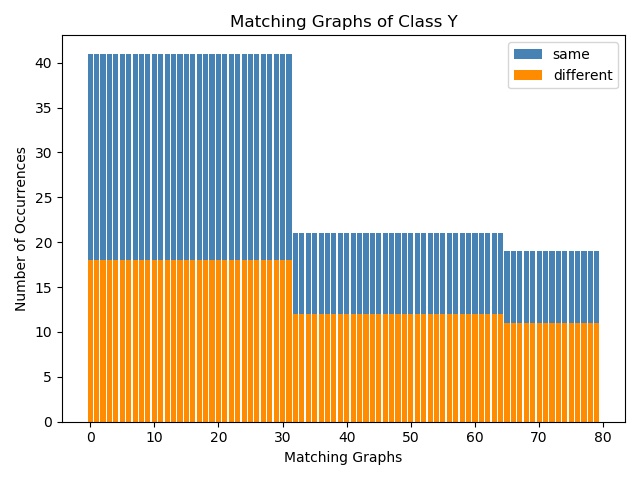 Matching Graphs of Class Y
same
different
Number of Occurrences
40
35
30
25
20
15
10
5
0
0 10 20 30 40 50 60 70 80
Matching Graphs